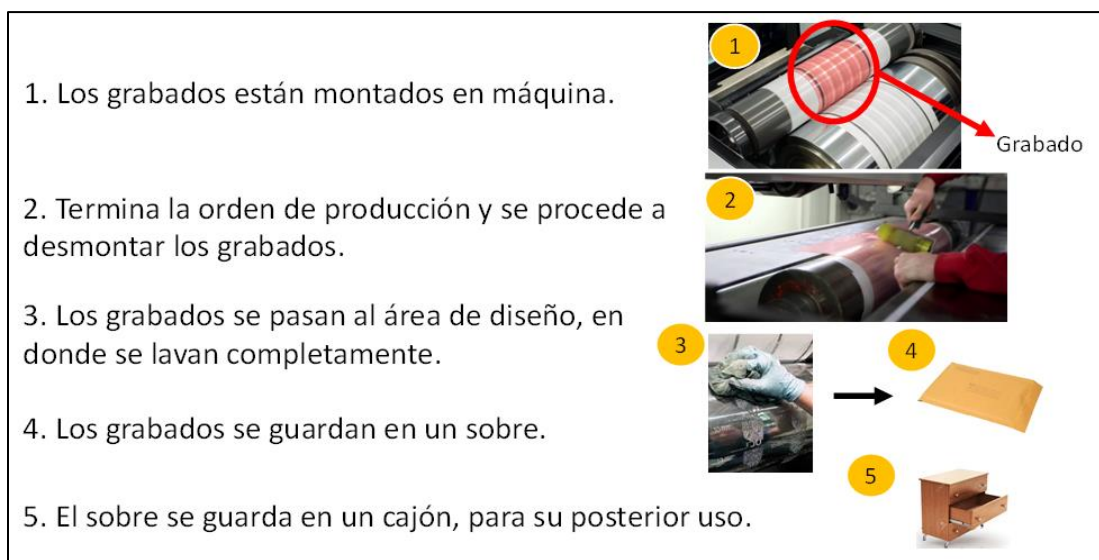 1. Los grabados están montados en máquina.
1
Grabado
2. Termina la orden de producción y se procede a
desmontar los grabados.
2
3. Los grabados se pasan al área de diseño, en
donde se lavan completamente.
3
4
4. Los grabados se guardan en un sobre.
5
5. El sobre se guarda en un cajón, para su posterior uso.